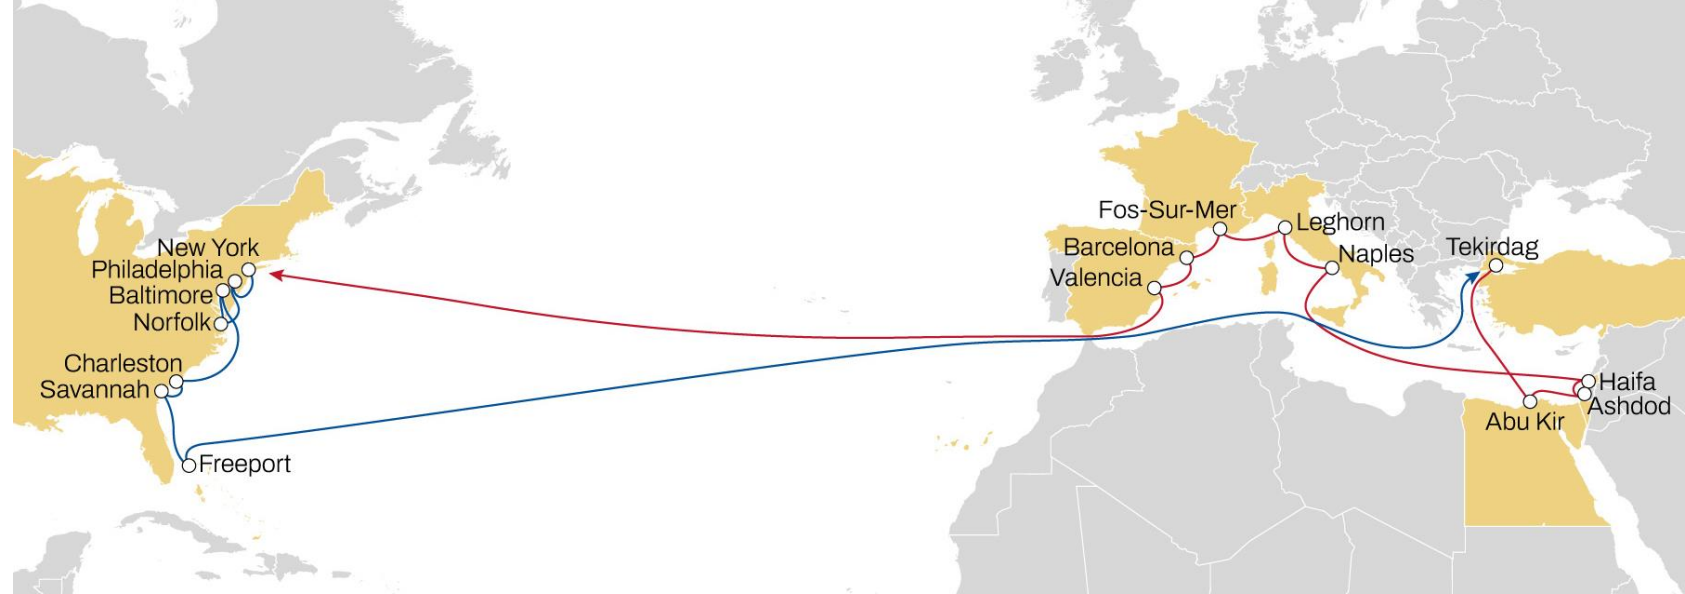 Fos-Sur-Mer
Leghorn
New York
Barcelona
Naples
Tekirdag
Philadelphia
Valencia
Baltimore
Norfolk
Charleston
Savannah
Haifa
Ashdod
Abu Kir
Freeport